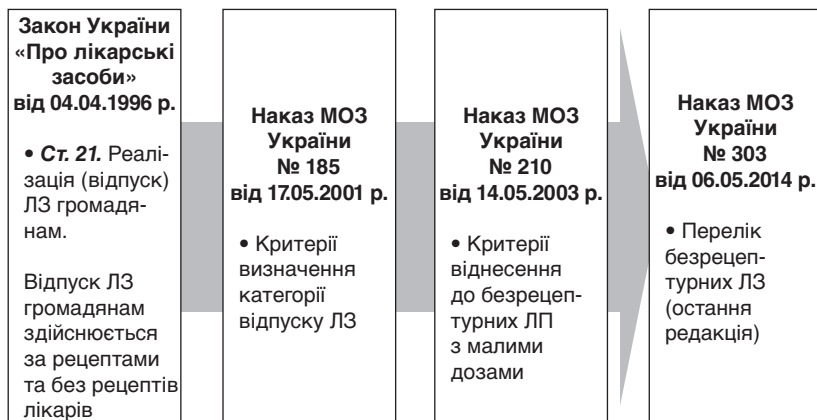 Закон України
«Про лікарські
засоби»
від 04.04.1996 р.
• Ст. 21. Реалі-
зація (відпуск)
ЛЗ громадя-
нам.
Відпуск ЛЗ
громадянам
здійснюється
за рецептами
та без рецептів
лікарів
Наказ МОЗ
України
№ 185
від 17.05.2001 р.
• Критерії
визначення
категорії
відпуску ЛЗ
Наказ МОЗ
України
№ 210
від 14.05.2003 р.
• Критерії
віднесення
до безрецеп-
турних ЛП
з малими
дозами
Наказ МОЗ
України
№ 303
від 06.05.2014 р.
• Перелік
безрецеп-
турних ЛЗ
(остання
редакція)